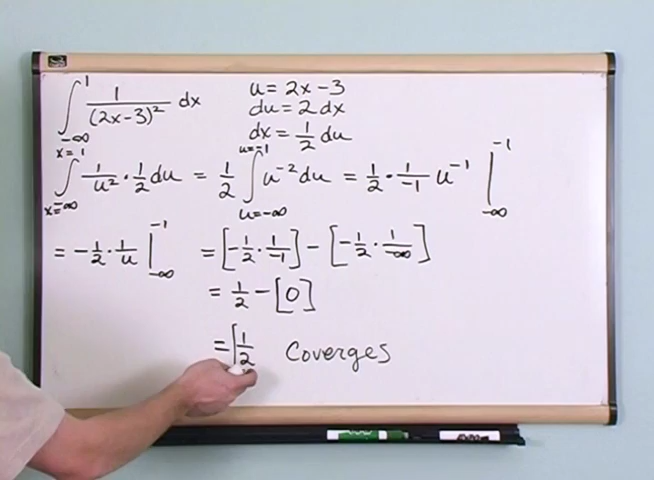 ∫_{-∞}^{1} 1/(2x-3)² dx    u = 2x - 3
du = 2 dx
dx = 1/2 du
∫_{x=-∞}^{x=1} 1/u² · 1/2 du = 1/2 ∫_{u=-∞}^{u=-1} u⁻² du = 1/2 · 1/-1 u⁻¹ |_{-∞}^{-1}
= -1/2 · 1/u |_{-∞}^{-1} = [-1/2 · 1/-1] - [-1/2 · 1/-∞]
= 1/2 - [0]
= 1/2 Coverges